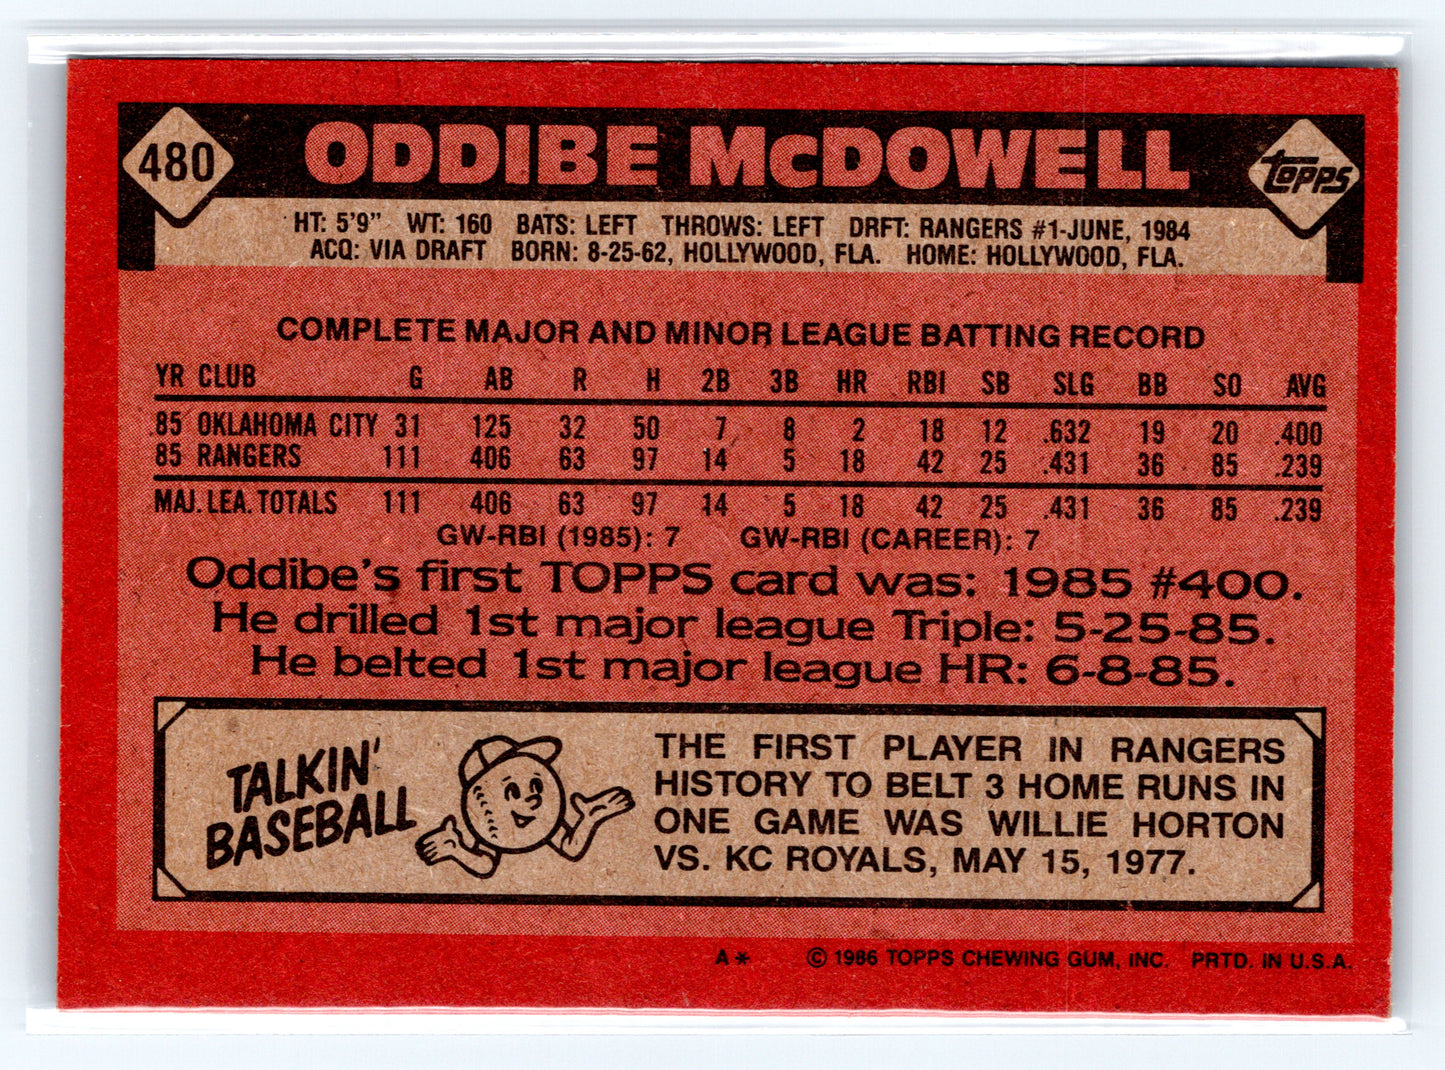 480
ODDIBE McDOWELL
topps
HT: 5'9" WT: 160 BATS: LEFT THROWS: LEFT DRFT: RANGERS #1-JUNE, 1984
ACQ: VIA DRAFT BORN: 8-25-62, HOLLYWOOD, FLA. HOME: HOLLYWOOD, FLA.
COMPLETE MAJOR AND MINOR LEAGUE BATTING RECORD
YR CLUB G AB R H 2B 3B HR RBI SB SLG BB SO AVG
85 OKLAHOMA CITY 31 125 32 50 7 8 2 18 12 .632 19 20 .400
85 RANGERS 111 406 63 97 14 5 18 42 25 .431 36 85 .239
MAJ. LEA. TOTALS 111 406 63 97 14 5 18 42 25 .431 36 85 .239
GW-RBI (1985): 7 GW-RBI (CAREER): 7
Oddibe's first TOPPS card was: 1985 #400.
He drilled 1st major league Triple: 5-25-85.
He belted 1st major league HR: 6-8-85.
TALKIN'
BASEBALL
THE FIRST PLAYER IN RANGERS
HISTORY TO BELT 3 HOME RUNS IN
ONE GAME WAS WILLIE HORTON
VS. KC ROYALS, MAY 15, 1977.
A* © 1986 TOPPS CHEWING GUM, INC. PRTD. IN U.S.A.